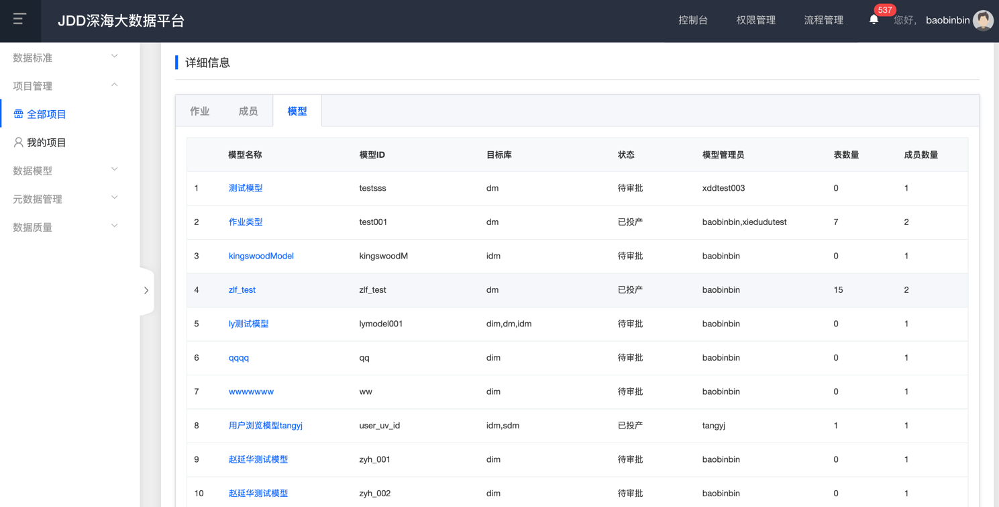 JDD深海大数据平台
控制台 权限管理 流程管理 537 您好, baobinbin
数据标准
项目管理
全部项目
我的项目
数据模型
元数据管理
数据质量
详细信息
作业 成员 模型
模型名称 模型ID 目标库 状态 模型管理员 表数量 成员数量
1 测试模型 testsss dm 待审批 xddtest003 0 1
2 作业类型 test001 dm 已投产 baobinbin,xiedudutest 7 2
3 kingswoodModel kingswoodM idm 待审批 baobinbin 0 1
4 zlf_test zlf_test dm 已投产 baobinbin 15 2
5 ly测试模型 lymodel001 dim,dm,idm 待审批 baobinbin 0 1
6 qqqq qq dim 待审批 baobinbin 0 1
7 wwwwwww ww dim 待审批 baobinbin 0 1
8 用户浏览模型tangyj user_uv_id idm,sdm 已投产 tangyj 1 1
9 赵延华测试模型 zyh_001 dim 待审批 baobinbin 0 1
10 赵延华测试模型 zyh_002 dim 待审批 baobinbin 0 1